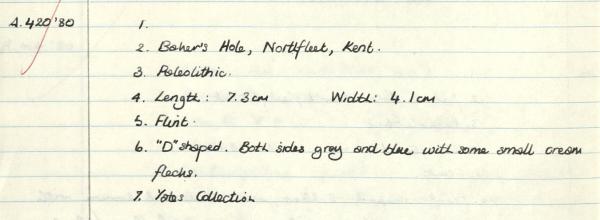 A.420'80 1.
2. Baker's Hole, Northfleet, Kent.
3. Paleolithic.
4. Length: 7.3cm Width: 4.1cm
5. Flint.
6. "D" shaped. Both sides grey and blue with some small cream
flecks.
7. Yates Collection